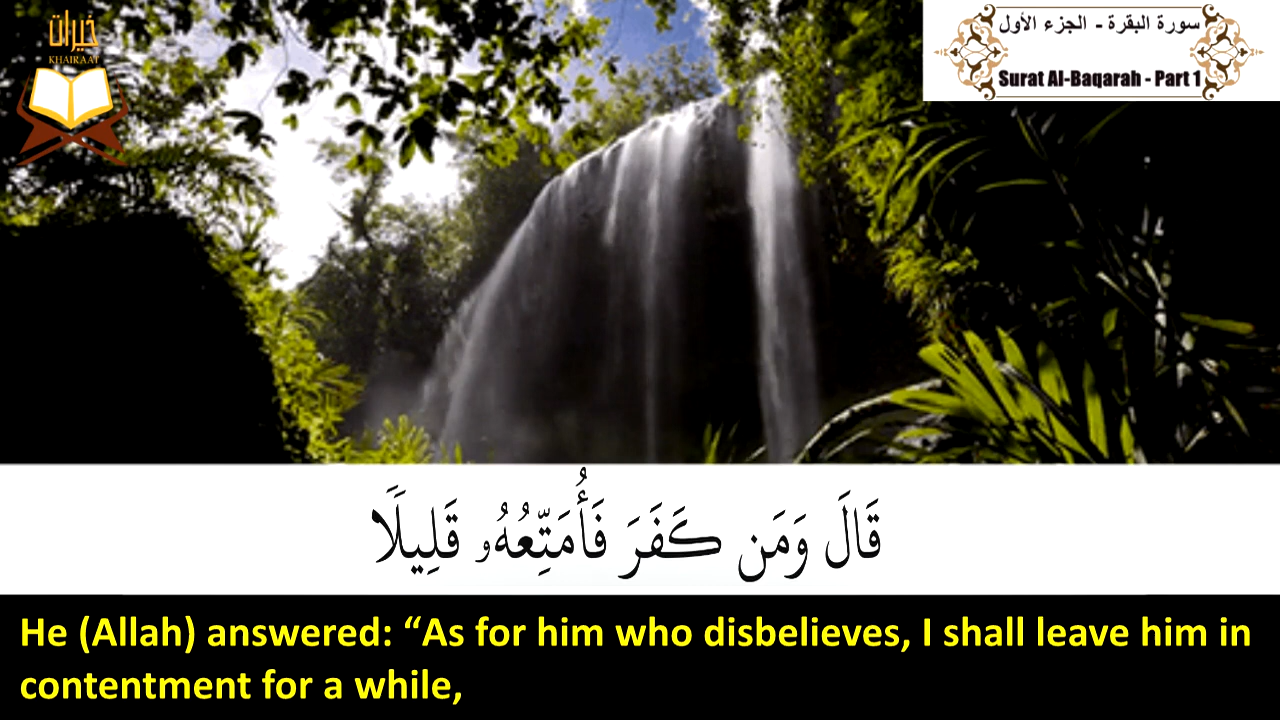 خيرات
KHAIRAAT
سورة البقرة - الجزء الأول
Surat Al-Baqarah - Part 1
قَالَ وَمَن كَفَرَ فَأُمَتِّعُهُۥ قَلِيلًا
He (Allah) answered: “As for him who disbelieves, I shall leave him in
contentment for a while,